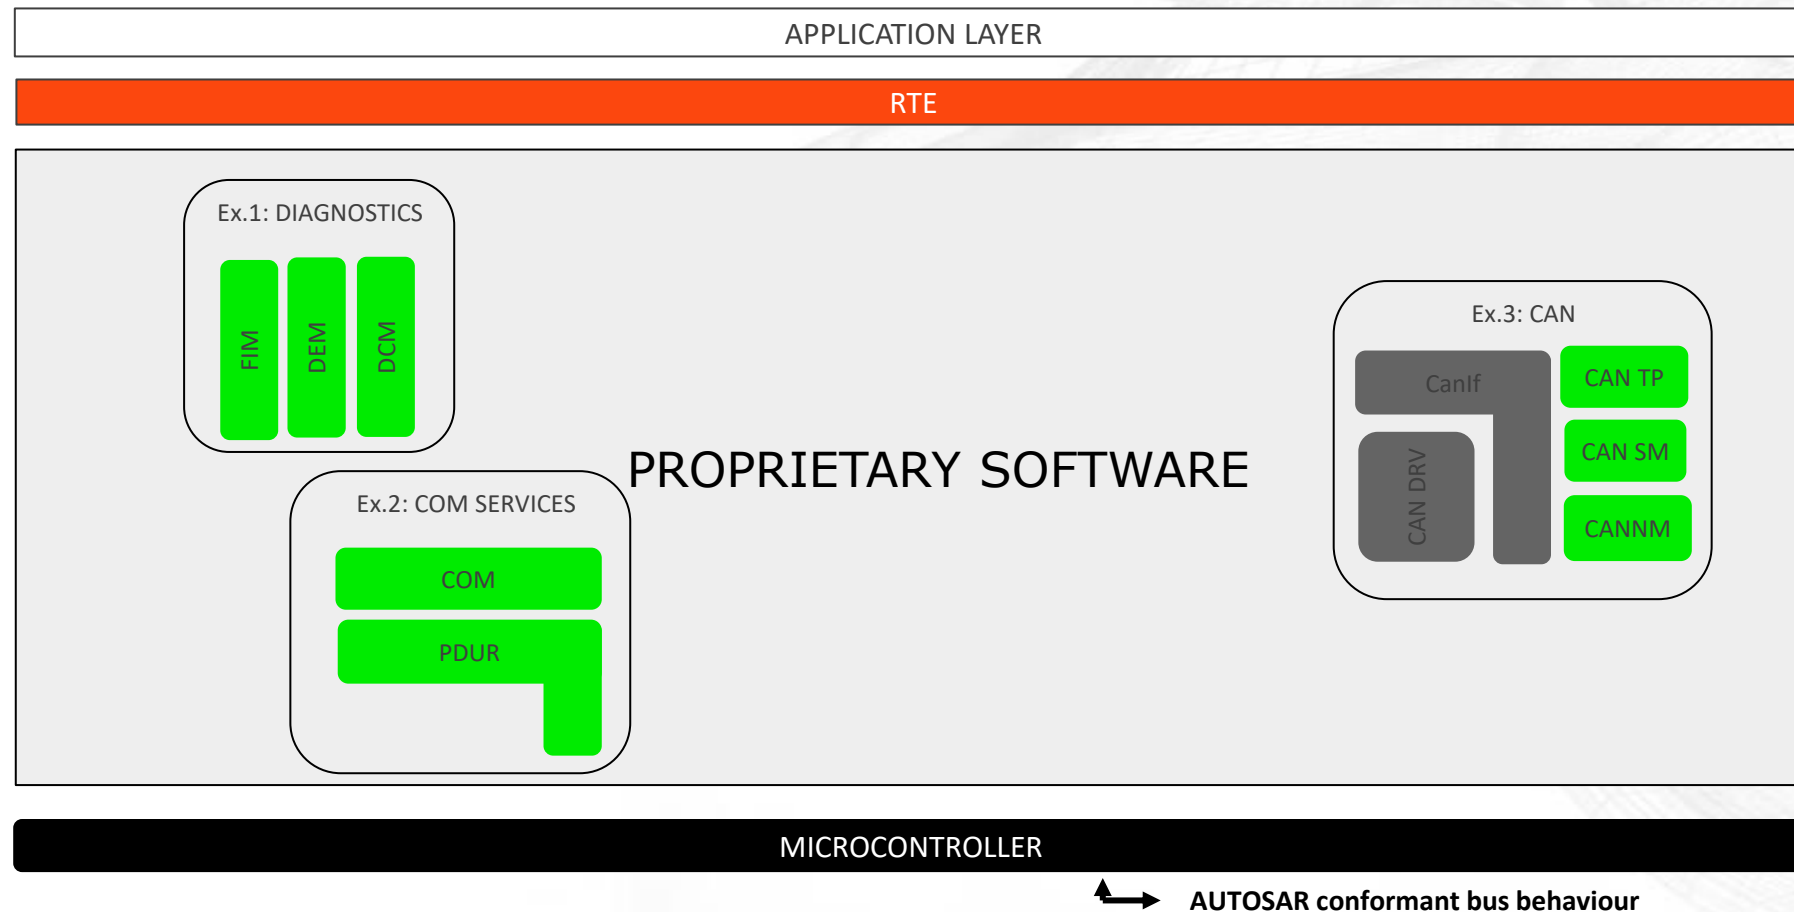 APPLICATION LAYER
RTE
Ex.1: DIAGNOSTICS
FIM
DEM
DCM
Ex.2: COM SERVICES
COM
PDUR
PROPRIETARY SOFTWARE
Ex.3: CAN
CanIf
CAN TP
CAN DRV
CAN SM
CANNM
MICROCONTROLLER
AUTOSAR conformant bus behaviour